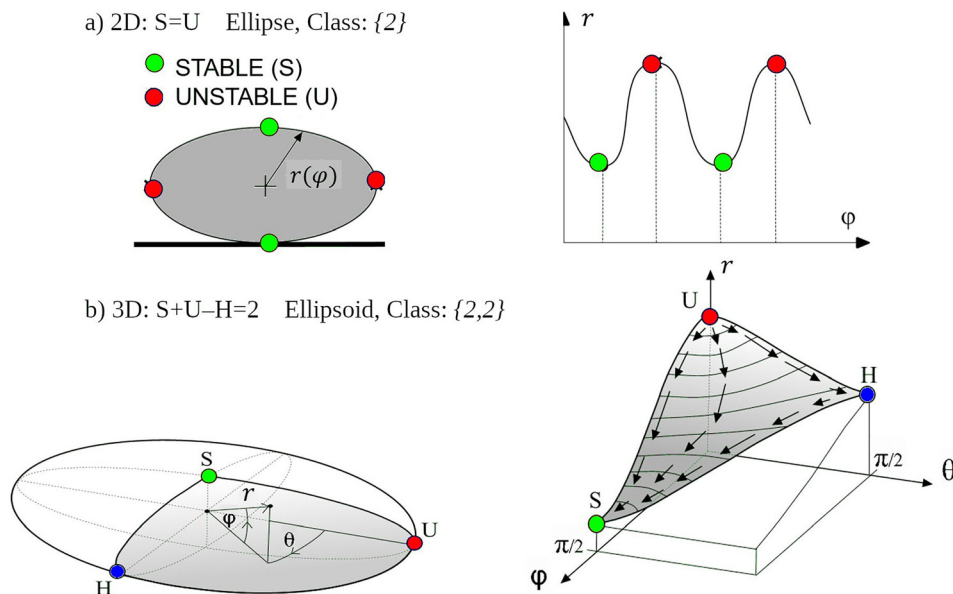 a) 2D: S=U Ellipse, Class: {2}
STABLE (S)
UNSTABLE (U)
r(φ)
r
φ
b) 3D: S+U–H=2 Ellipsoid, Class: {2,2}
S
r
φ
θ
U
H
r
U
H
π/2
θ
S
π/2
φ